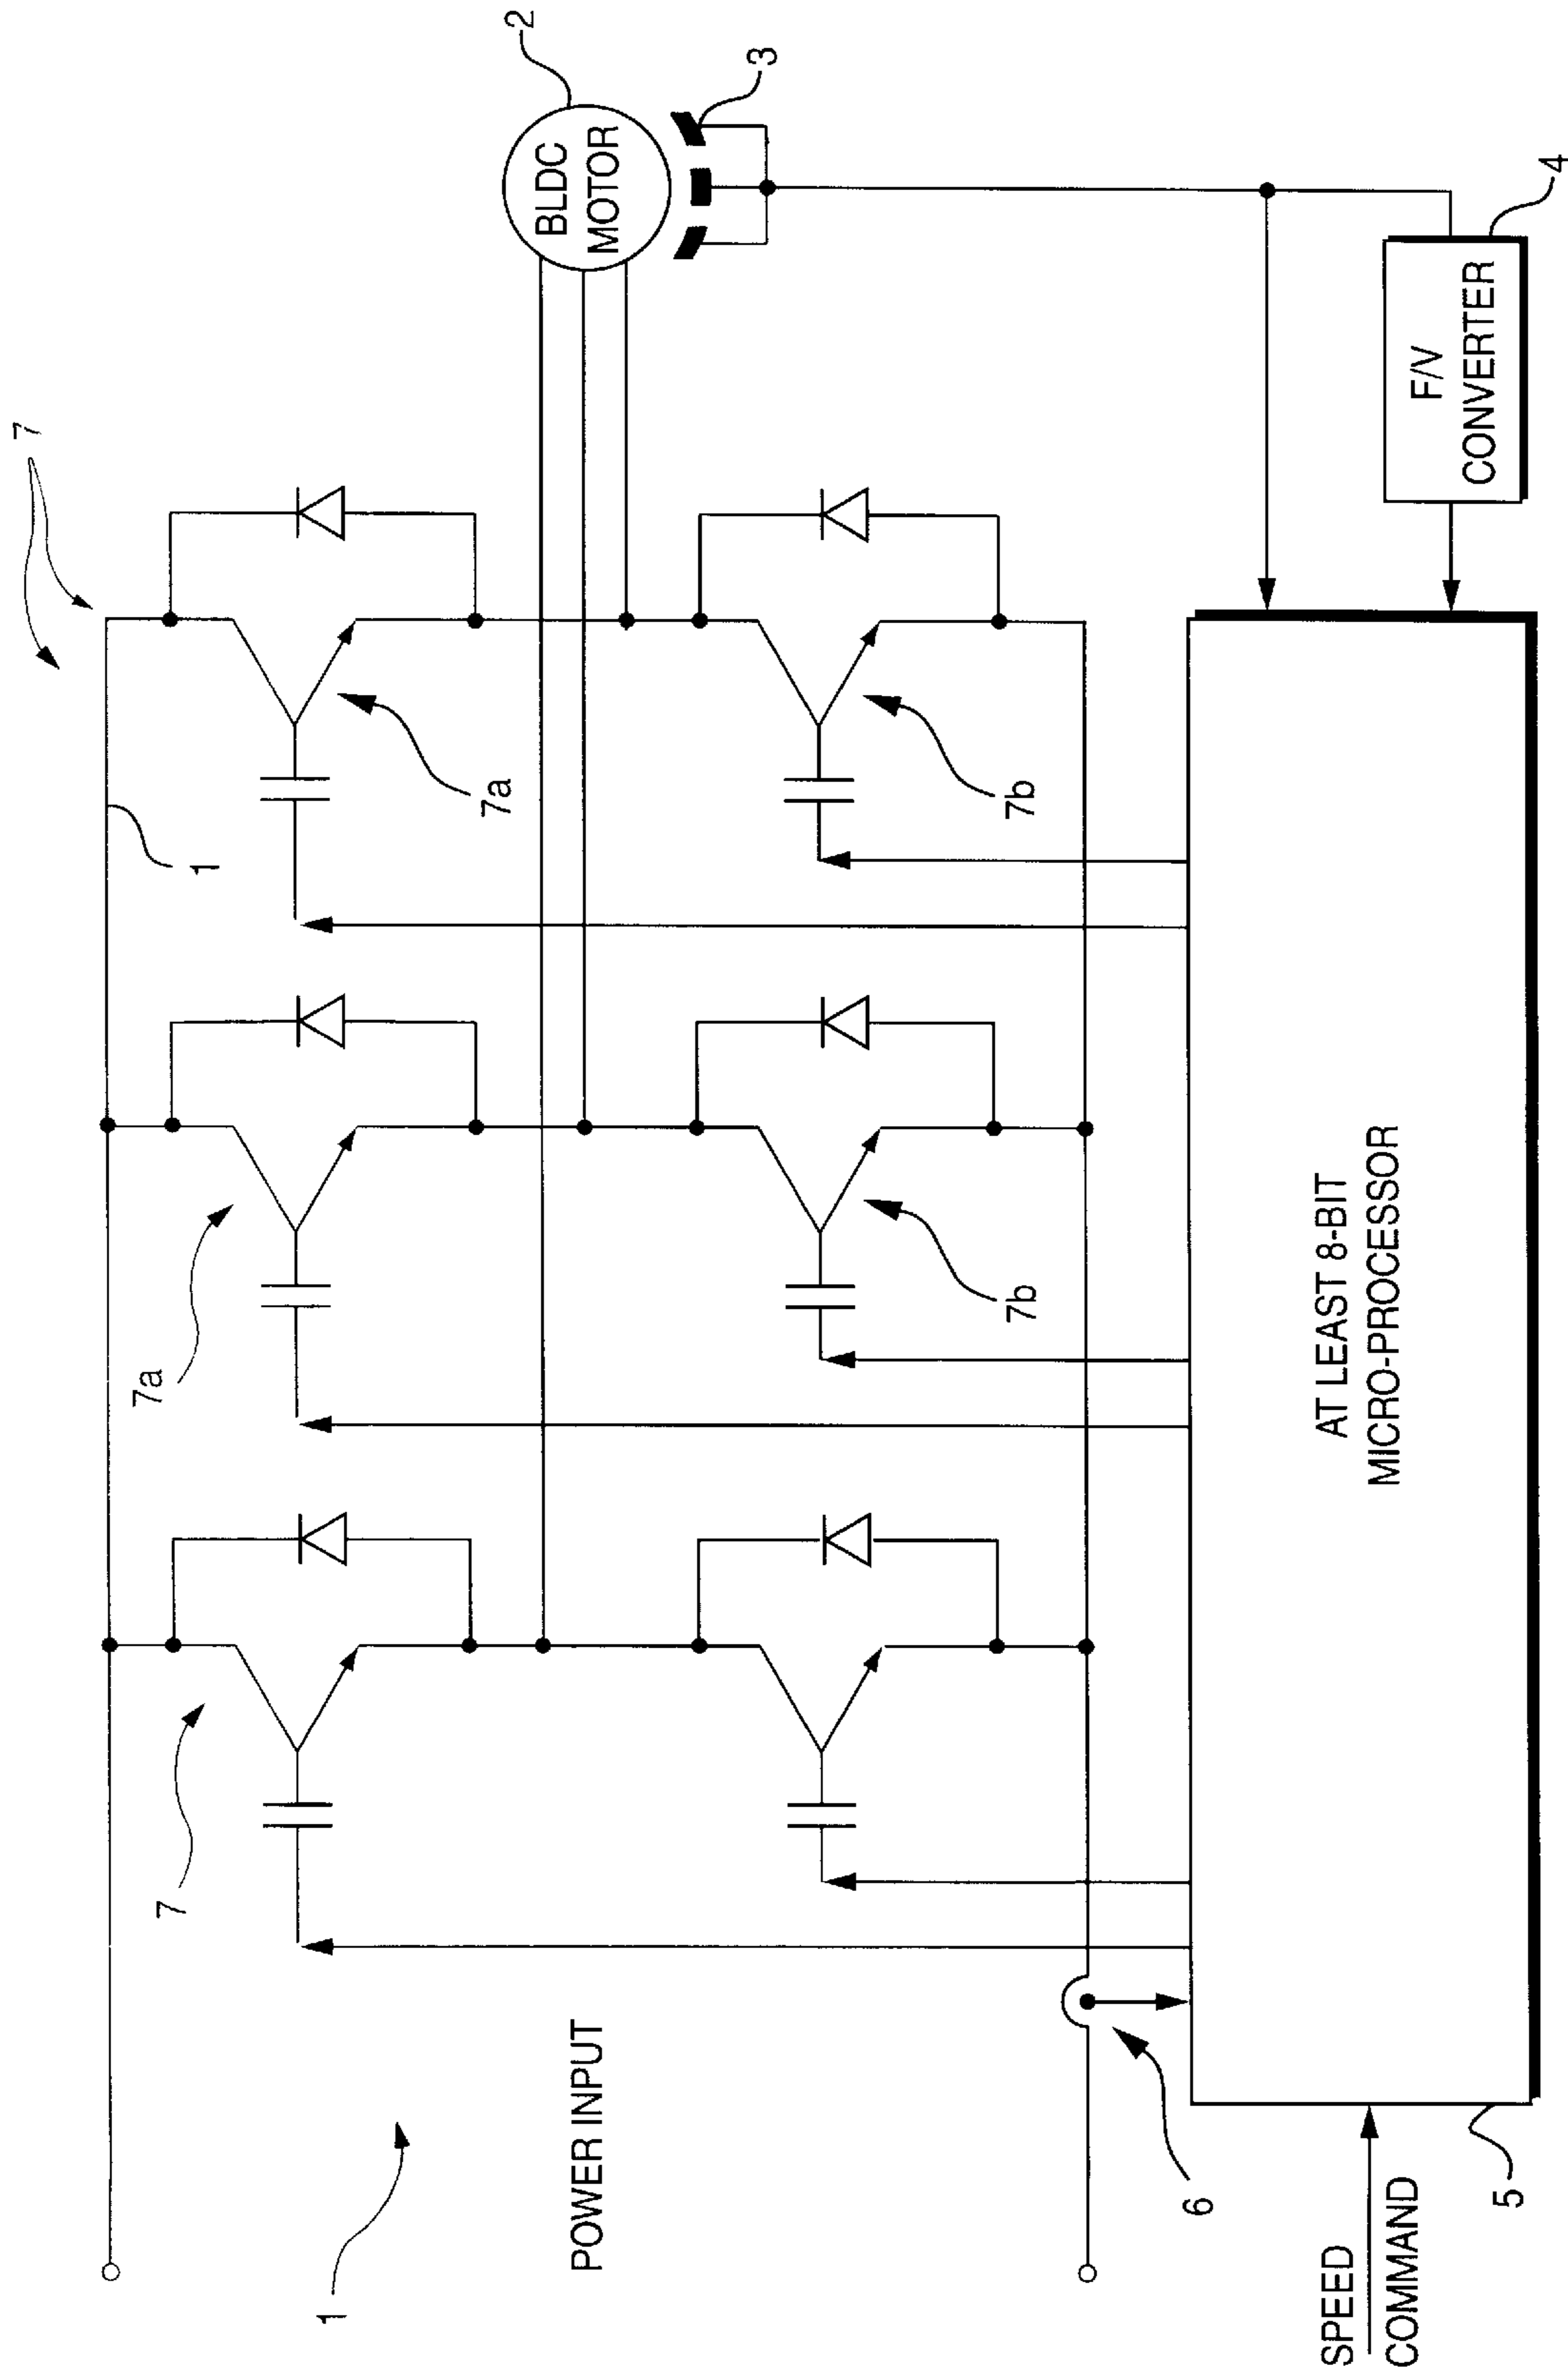 7
7
7a
1
1
7a
2
BLDC
MOTOR
POWER INPUT
3
7b
7b
6
SPEED
COMMAND
AT LEAST 8-BIT
MICRO-PROCESSOR
F/V
CONVERTER
5
4